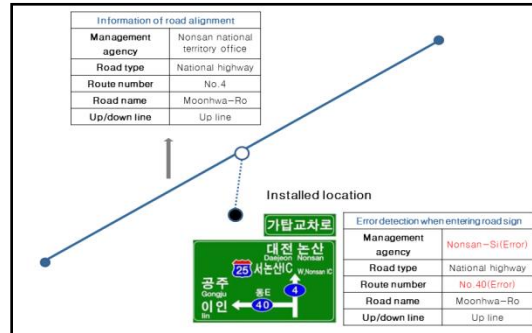 Information of road alignment
Management agency Nonsan national territory office
Road type National highway
Route number No.4
Road name Moonhwa-Ro
Up/down line Up line
Installed location
가탑교차로
대전 논산
Daejeon Nonsan
25 서논산IC W.Nonsan IC
공주
Gongju
동E
4
이인
Iin
40
Error detection when entering road sign
Management agency Nonsan-Si(Error)
Road type National highway
Route number No.40(Error)
Road name Moonhwa-Ro
Up/down line Up line